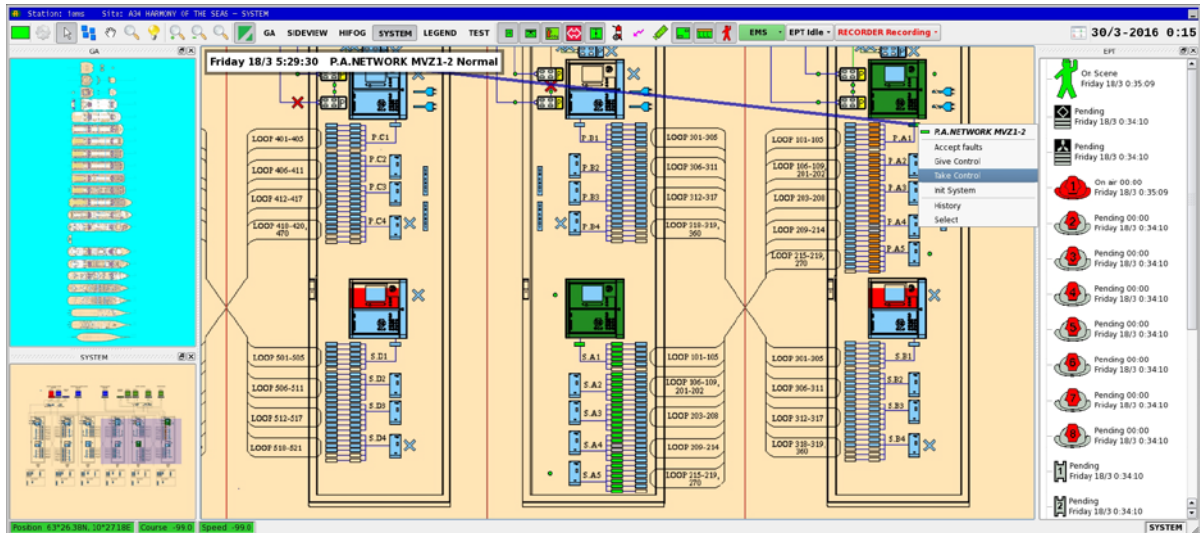 Station: fams Site: A34 HARMONY OF THE SEAS - SYSTEM
GA SIDEVIEW HIFOG SYSTEM LEGEND TEST EMS EPT Idle RECORDER Recording 30/3-2016 0:15
GA
SYSTEM
Friday 18/3 5:29:30 P.A.NETWORK MVZ1-2 Normal
LOOP 401-405
LOOP 406-411
LOOP 412-417
LOOP 418-420,
470
P.C1
P.C2
P.C3
P.C4
LOOP 501-505
LOOP 506-511
LOOP 512-517
LOOP 518-521
S.D1
S.D2
S.D3
S.D4
P.B1
P.B2
P.B3
P.B4
LOOP 301-305
LOOP 306-311
LOOP 312-317
LOOP 318-319,
360
S.A1
S.A2
S.A3
S.A4
S.A5
LOOP 101-105
LOOP 106-109,
201-202
LOOP 203-208
LOOP 209-214
LOOP 215-219,
270
LOOP 101-105
LOOP 106-109,
201-202
LOOP 203-208
LOOP 209-214
LOOP 215-219,
270
P.A1
P.A2
P.A3
P.A4
P.A5
LOOP 301-305
LOOP 306-311
LOOP 312-317
LOOP 318-319,
360
S.B1
S.B2
S.B3
S.B4
P.A.NETWORK MVZ1-2
Accept faults
Give Control
Take Control
Init System
History
Select
EPT
On Scene
Friday 18/3 0:35:09
Pending
Friday 18/3 0:34:10
Pending
Friday 18/3 0:34:10
1
On air 00:00
Friday 18/3 0:35:09
2
Pending 00:00
Friday 18/3 0:34:10
3
Pending 00:00
Friday 18/3 0:34:10
4
Pending 00:00
Friday 18/3 0:34:10
5
Pending 00:00
Friday 18/3 0:34:10
6
Pending 00:00
Friday 18/3 0:34:10
7
Pending 00:00
Friday 18/3 0:34:10
8
Pending 00:00
Friday 18/3 0:34:10
1
Pending
Friday 18/3 0:34:10
2
Pending
Friday 18/3 0:34:10
Position 63°26.38N, 10°27.18E Course -99.0 Speed -99.0
SYSTEM